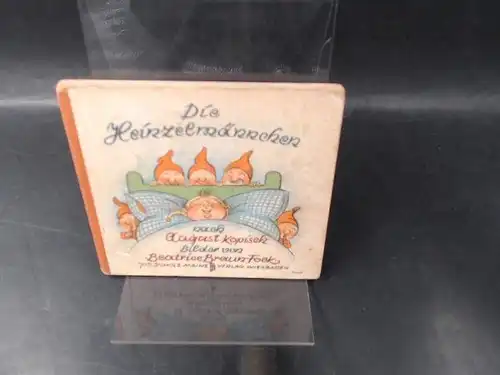 Die
Heinzelmännchen
nach
August Kopisch
Bilder von
Beatrice Braun-Fock
JOS. SCHOLZ MAINZ VERLAG WIESBADEN